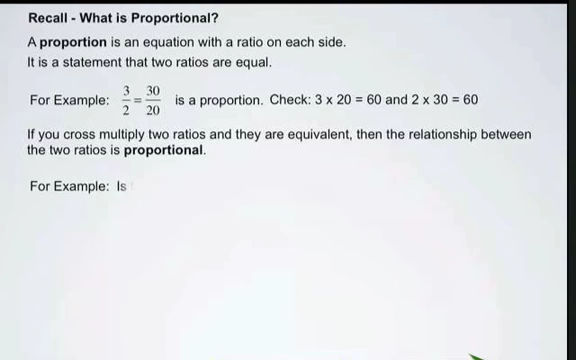 Recall - What is Proportional?
A proportion is an equation with a ratio on each side.
It is a statement that two ratios are equal.
For Example: 3/2 = 30/20 is a proportion. Check: 3 x 20 = 60 and 2 x 30 = 60
If you cross multiply two ratios and they are equivalent, then the relationship between
the two ratios is proportional.
For Example: Is